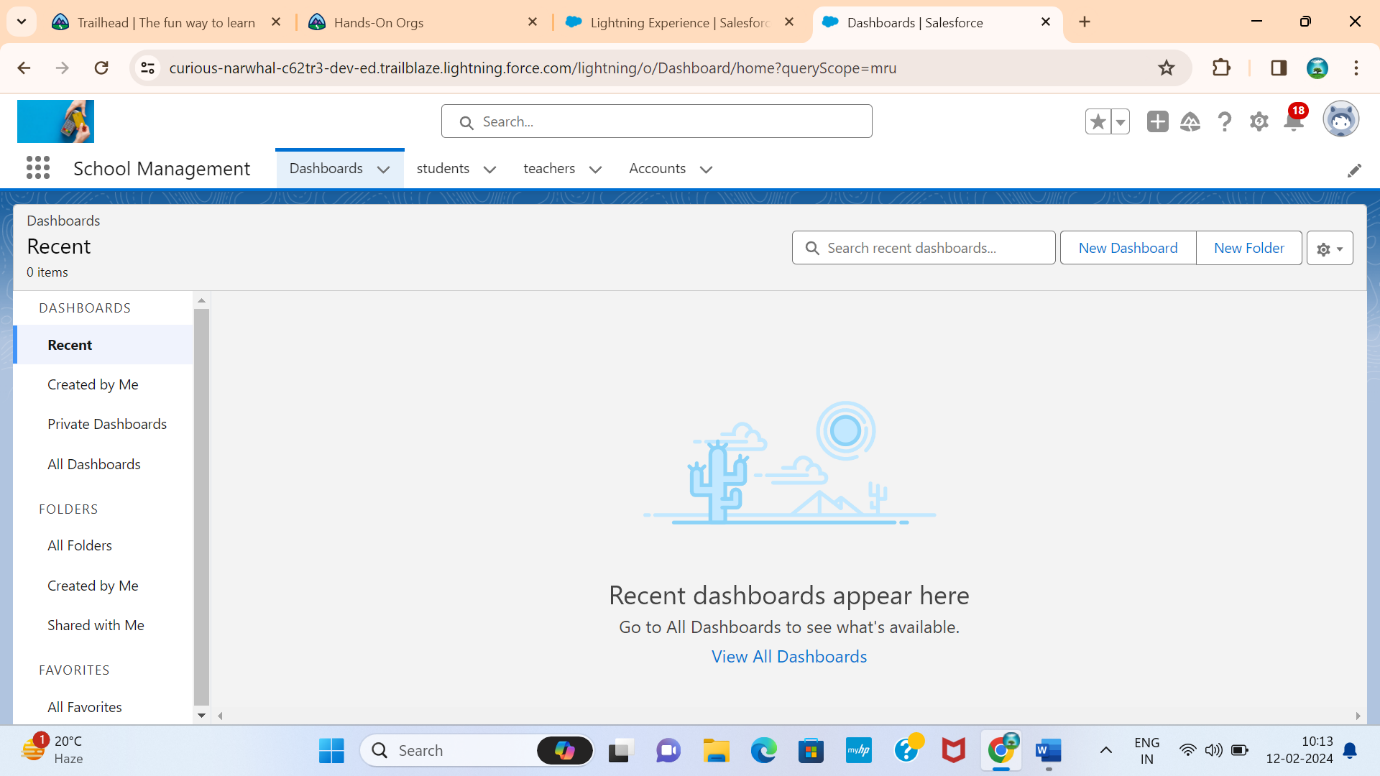 Trailhead | The fun way to learn
Hands-On Orgs
Lightning Experience | Salesforc
Dashboards | Salesforce
curious-narwhal-c62tr3-dev-ed.trailblaze.lightning.force.com/lightning/o/Dashboard/home?queryScope=mru
Search...
18
School Management
Dashboards
students
teachers
Accounts
Dashboards
Recent
0 items
Search recent dashboards...
New Dashboard
New Folder
DASHBOARDS
Recent
Created by Me
Private Dashboards
All Dashboards
FOLDERS
All Folders
Created by Me
Shared with Me
FAVORITES
All Favorites
Recent dashboards appear here
Go to All Dashboards to see what's available.
View All Dashboards
1
20°C
Haze
Search
myhp
W
ENG
IN
10:13
12-02-2024